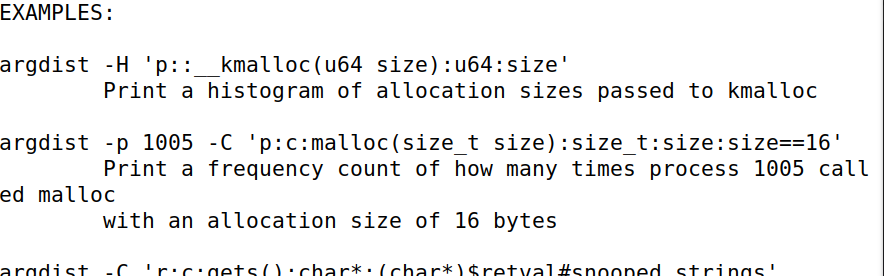 EXAMPLES:
argdist -H 'p::__kmalloc(u64 size):u64:size'
Print a histogram of allocation sizes passed to kmalloc
argdist -p 1005 -C 'p:c:malloc(size_t size):size_t:size:size==16'
Print a frequency count of how many times process 1005 call
ed malloc
with an allocation size of 16 bytes
argdist -C 'r:c:gets():char*:(char*)$retval#snooped strings'